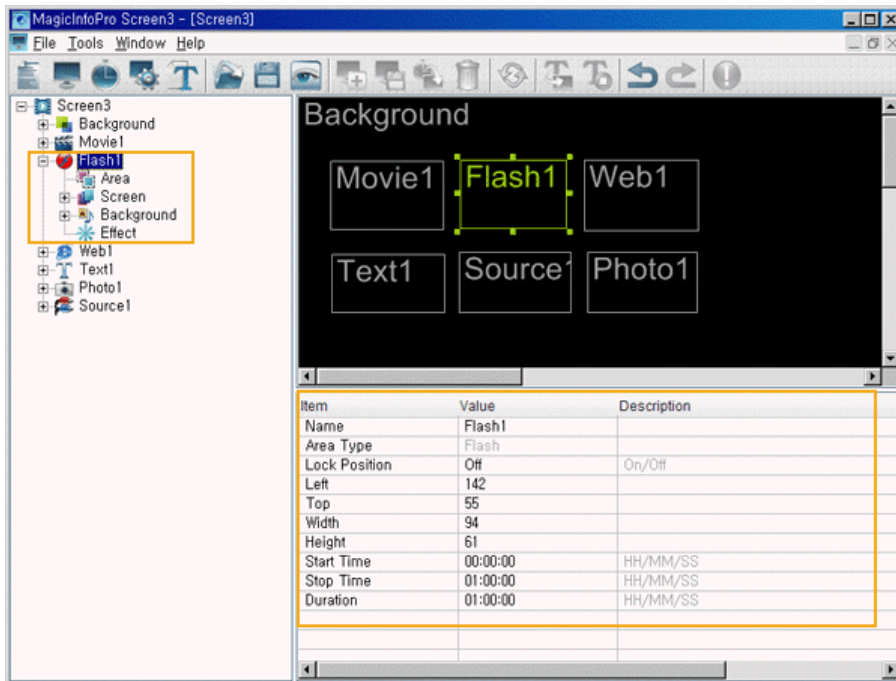 MagicInfoPro Screen3 - [Screen3]
File Tools Window Help
Screen3
Background
Movie1
Flash1
Area
Screen
Background
Effect
Web1
Text1
Photo1
Source1
Background
Movie1 Flash1 Web1
Text1 Source1 Photo1
Item Value Description
Name Flash1
Area Type Flash
Lock Position Off On/Off
Left 142
Top 55
Width 94
Height 61
Start Time 00:00:00 HH/MM/SS
Stop Time 01:00:00 HH/MM/SS
Duration 01:00:00 HH/MM/SS